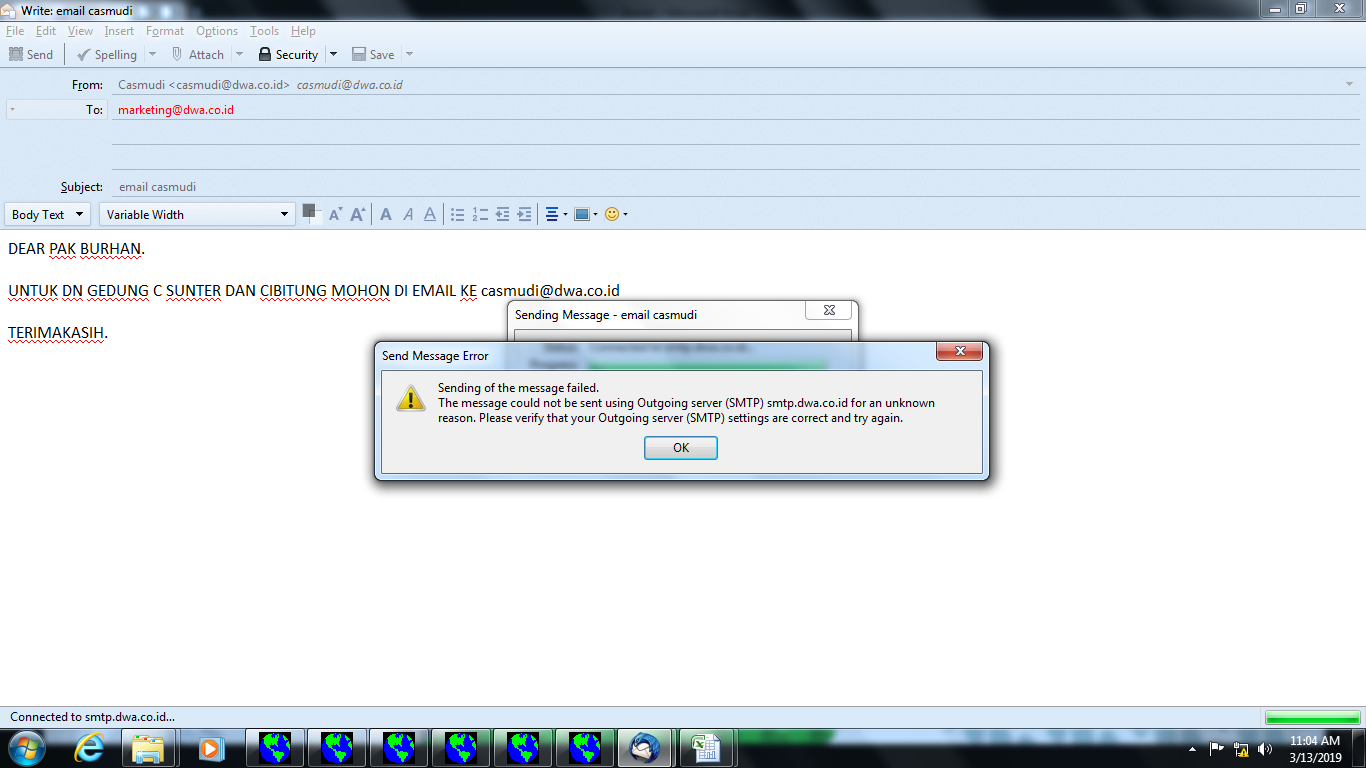 Write: email casmudi
File Edit View Insert Format Options Tools Help
Send Spelling Attach Security Save
From: Casmudi <casmudi@dwa.co.id> casmudi@dwa.co.id
To: marketing@dwa.co.id
Subject: email casmudi
Body Text Variable Width
DEAR PAK BURHAN.
UNTUK DN GEDUNG C SUNTER DAN CIBITUNG MOHON DI EMAIL KE casmudi@dwa.co.id
TERIMAKASIH.
Sending Message - email casmudi
Send Message Error
Sending of the message failed.
The message could not be sent using Outgoing server (SMTP) smtp.dwa.co.id for an unknown
reason. Please verify that your Outgoing server (SMTP) settings are correct and try again.
OK
Connected to smtp.dwa.co.id...
11:04 AM
3/13/2019